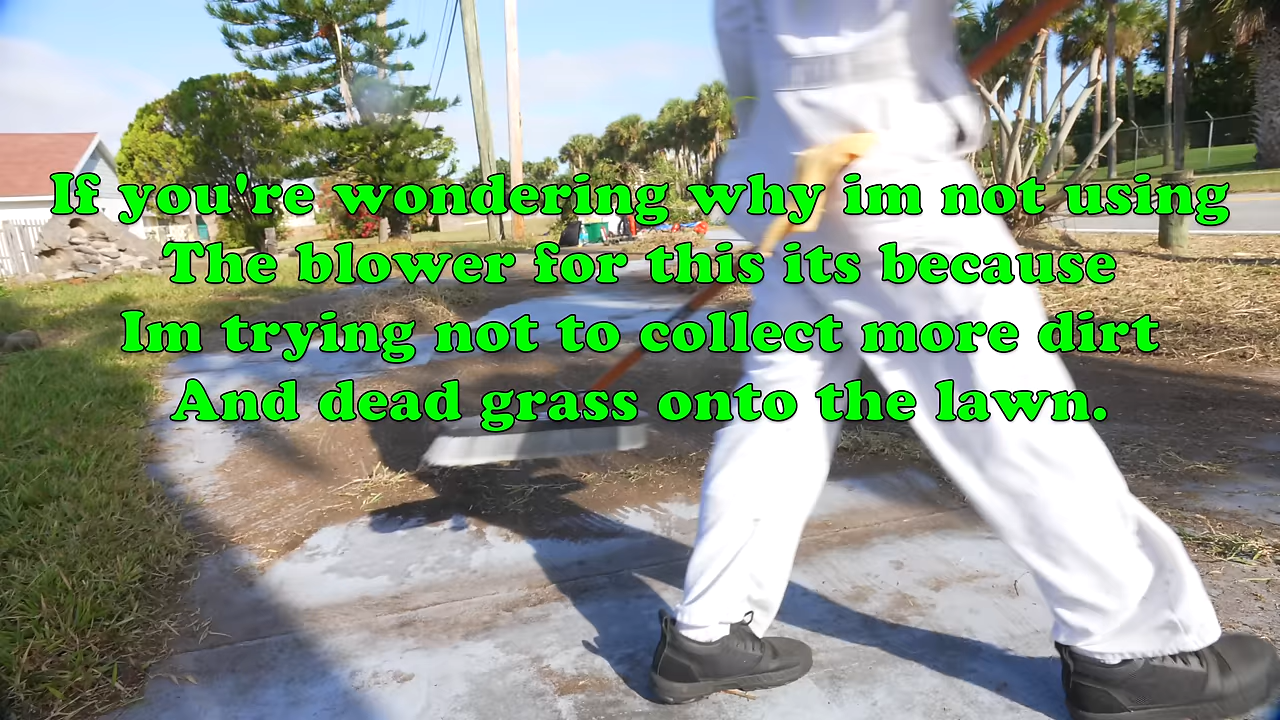 If you're wondering why im not using
The blower for this its because
Im trying not to collect more dirt
And dead grass onto the lawn.